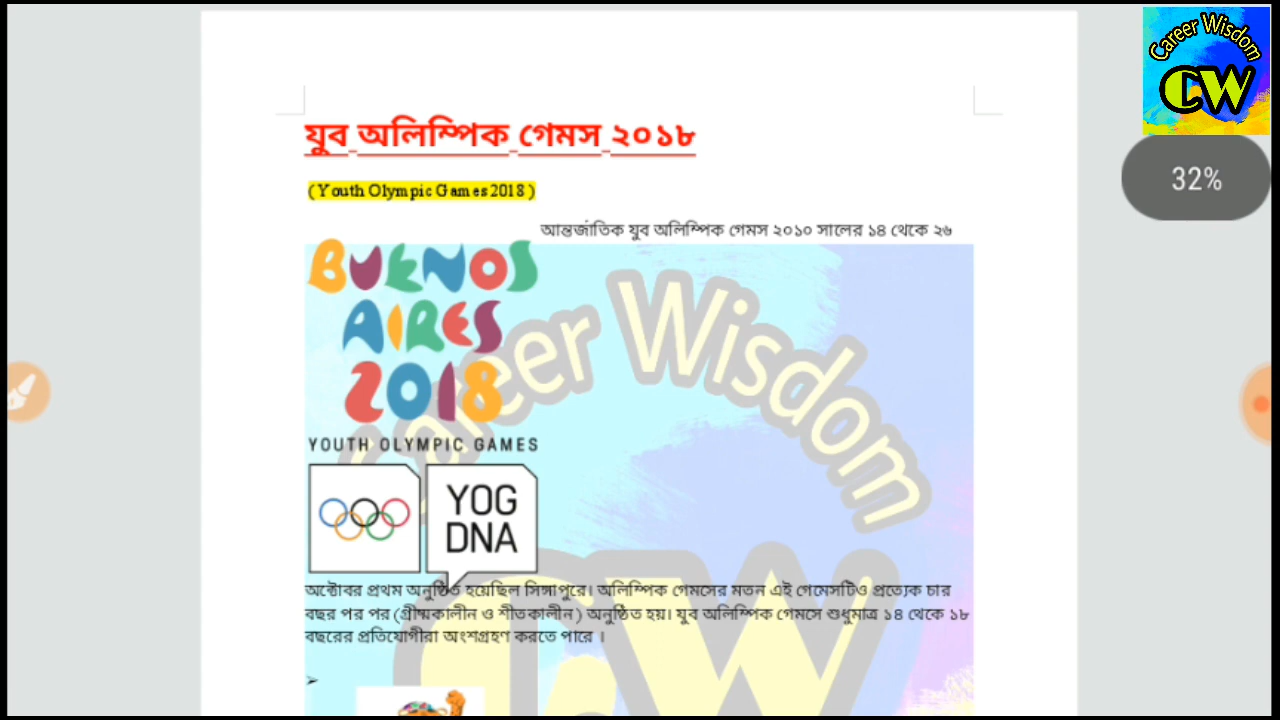 Career Wisdom
CW
32%
যুব অলিম্পিক গেমস ২০১৮
( Youth Olympic Games 2018 )
আন্তর্জাতিক যুব অলিম্পিক গেমস ২০১০ সালের ১৪ থেকে ২৬
BUENOS
AIRES
2018
YOUTH OLYMPIC GAMES
YOG
DNA
Career Wisdom
CW
অক্টোবর প্রথম অনুষ্ঠিত হয়েছিল সিঙ্গাপুরে। অলিম্পিক গেমসের মতন এই গেমেসটিও প্রত্যেক চার
বছর পর পর (গ্রীষ্মকালীন ও শীতকালীন ) অনুষ্ঠিত হয়। যুব অলিম্পিক গেমসে শুধুমাত্র ১৪ থেকে ১৮
বছরের প্রতিযোগীরা অংশগ্রহণ করতে পারে ।